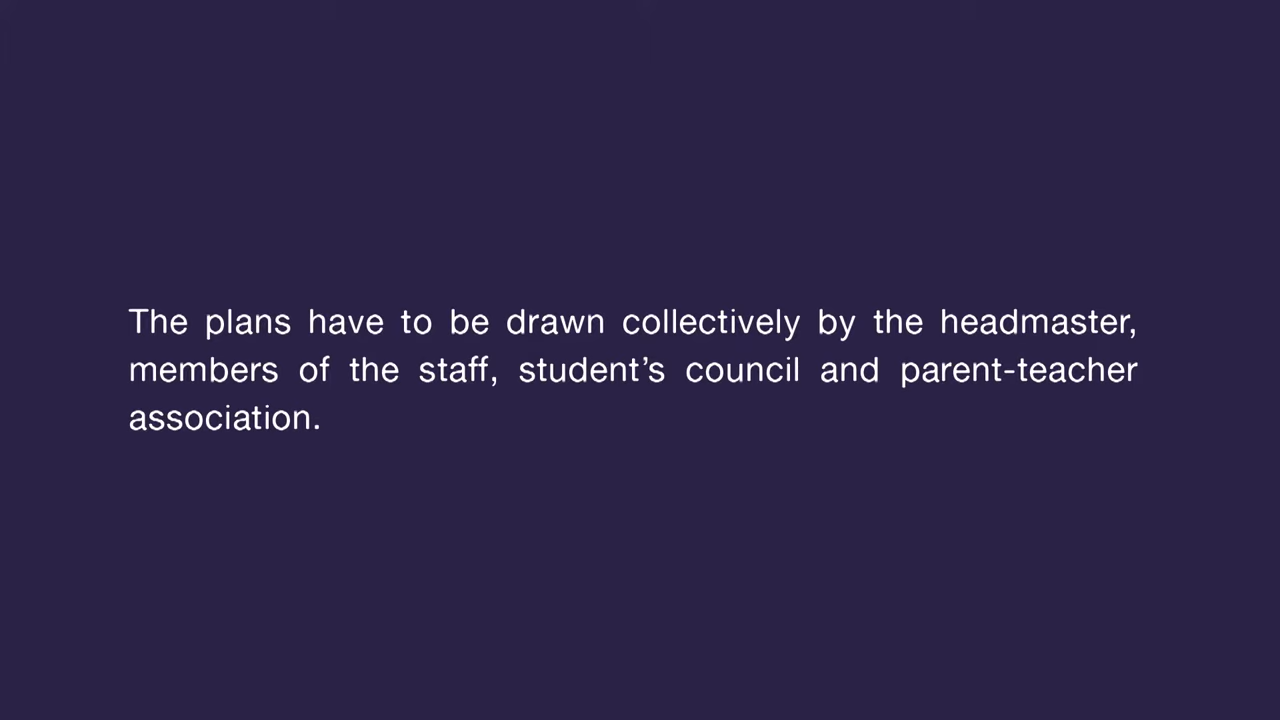 The plans have to be drawn collectively by the headmaster,
members of the staff, student’s council and parent-teacher
association.